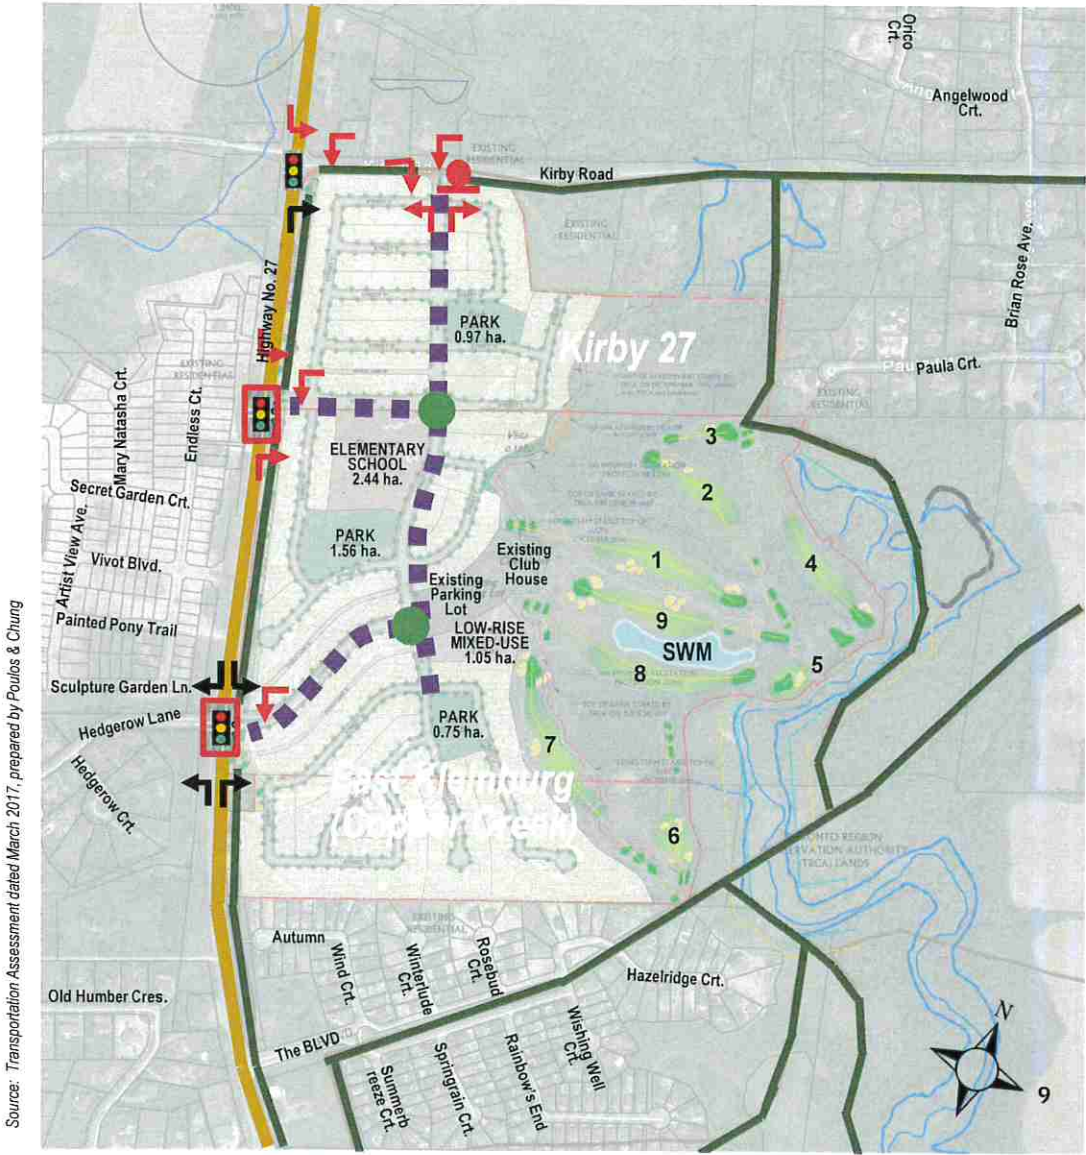 Orico
Crt.
Angelwood
Crt.
EXISTING
RESIDENTIAL
Kirby Road
EXISTING
RESIDENTIAL
Highway No. 27
Brian Rose Ave.
PARK
0.97 ha.
Kirby 27
Paula Crt.
EXISTING
RESIDENTIAL
EXISTING
RESIDENTIAL
Mary Natasha Crt.
Endless Ct.
ELEMENTARY
SCHOOL
2.44 ha.
3
2
Secret Garden Crt.
Artist View Ave.
PARK
1.56 ha.
Vivot Blvd.
Existing
Club
House
1
4
Existing
Parking
Lot
Painted Pony Trail
LOW-RISE
MIXED-USE
1.05 ha.
9
SWM
8
5
Sculpture Garden Ln.
Hedgerow Lane
PARK
0.75 ha.
7
Hedgerow Crt.
East Kleinburg
6
EXISTING
RESIDENTIAL
Autumn
Wind Crt.
Winterlude
Crt.
Rosebud
Crt.
Hazelridge Crt.
Old Humber Cres.
The BLVD
Summerb
reeze Crt.
Springrain Crt.
Rainbow's End
Wishing Well
Crt.
N
9
Source: Transportation Assessment dated March 2017, prepared by Poulos & Chung